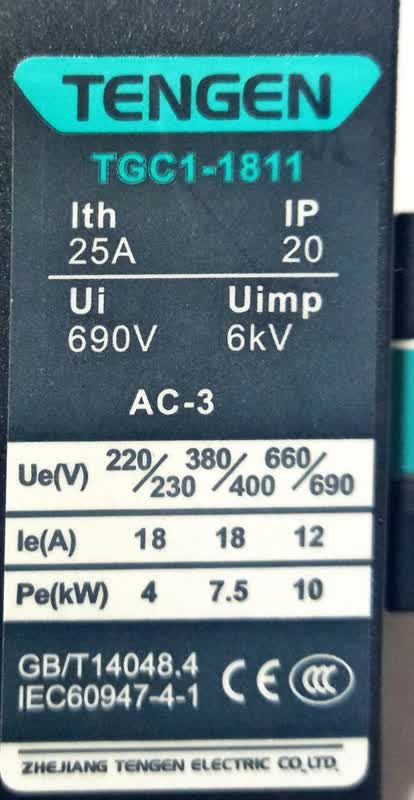 TENGEN
TGC1-1811
Ith IP
25A 20
Ui Uimp
690V 6kV
AC-3
Ue(V) 220/230 380/400 660/690
Ie(A) 18 18 12
Pe(kW) 4 7.5 10
GB/T14048.4
IEC60947-4-1
CE CCC
ZHEJIANG TENGEN ELECTRIC CO.,LTD.